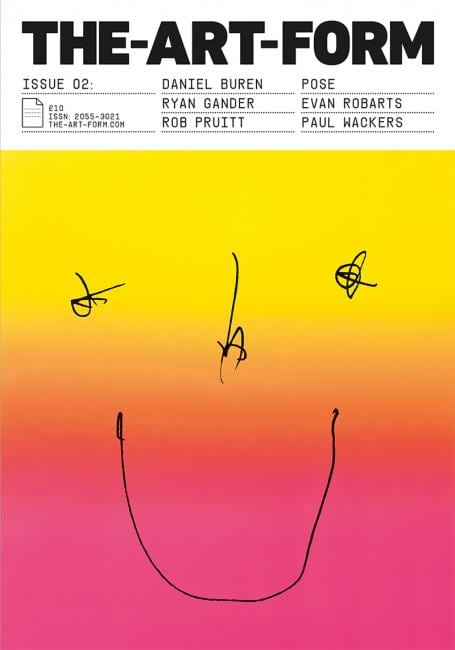 THE-ART-FORM
ISSUE 02:
£10
ISSN: 2055-3021
THE-ART-FORM.COM
DANIEL BUREN
RYAN GANDER
ROB PRUITT
POSE
EVAN ROBARTS
PAUL WACKERS